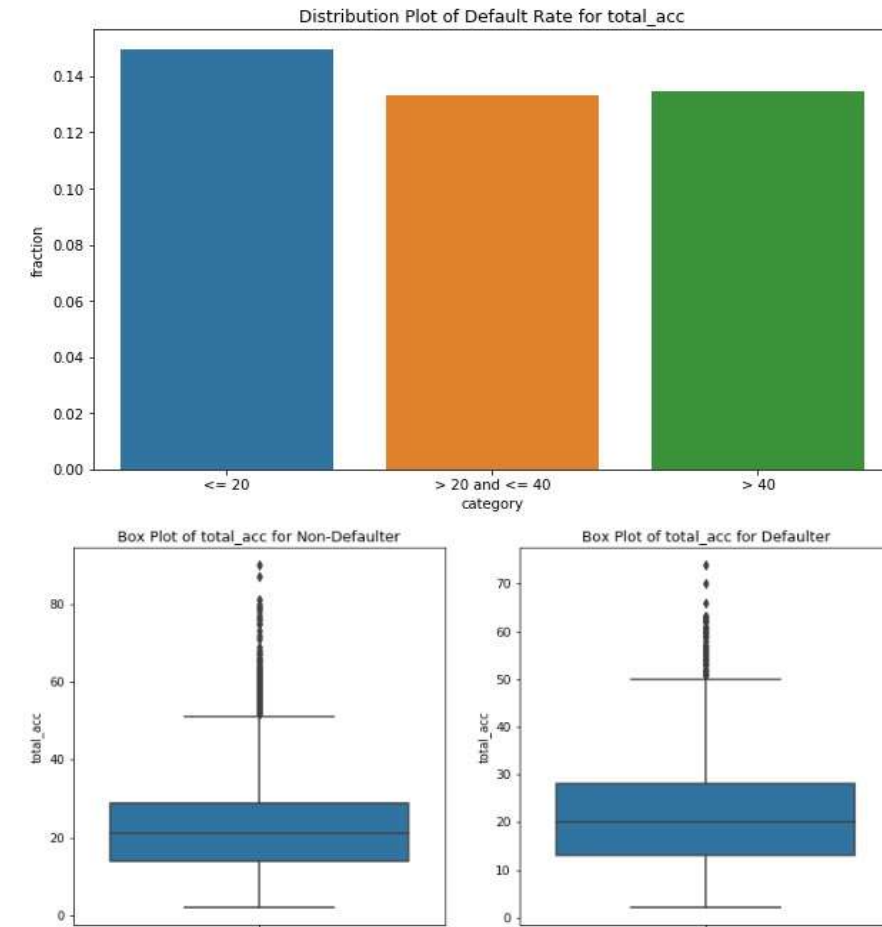 Distribution Plot of Default Rate for total_acc
0.14
0.12
0.10
0.08
0.06
0.04
0.02
0.00
fraction
<= 20
> 20 and <= 40
> 40
category
Box Plot of total_acc for Non-Defaulter
80
60
40
20
0
total_acc
Box Plot of total_acc for Defaulter
70
60
50
40
30
20
10
0
total_acc